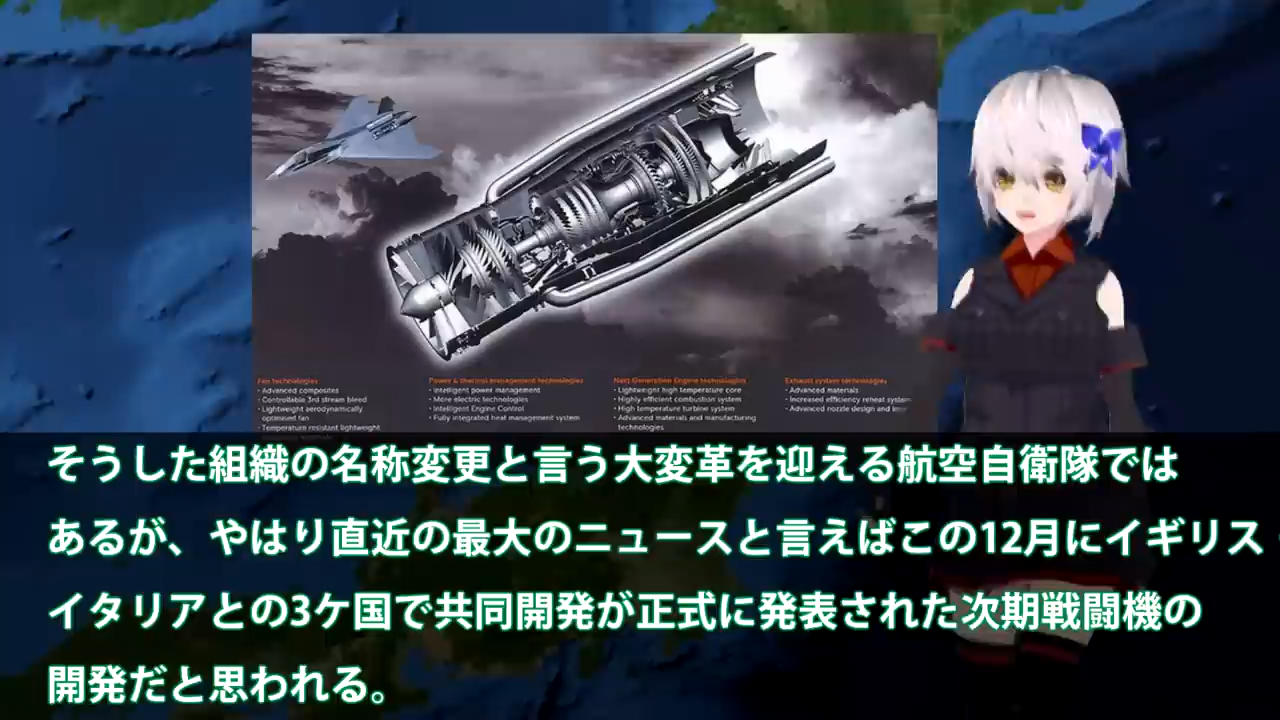 Fan technologies
・Advanced composites
・Controllable 3rd stream bleed
・Lightweight aerodynamically
optimised fan
・Temperature resistant lightweight
Power & thermal management technologies
・Intelligent power management
・More electric technologies
・Intelligent Engine Control
・Fully integrated heat management system
Next Generation Engine technologies
・Lightweight high temperature core
・Highly efficient combustion system
・High temperature turbine system
・Advanced materials and manufacturing
technologies
Exhaust system technologies
・Advanced materials
・Increased efficiency reheat system
・Advanced nozzle design and
そうした組織の名称変更と言う大変革を迎える航空自衛隊では
あるが、やはり直近の最大のニュースと言えばこの12月にイギリス・
イタリアとの3ケ国で共同開発が正式に発表された次期戦闘機の
開発だと思われる。